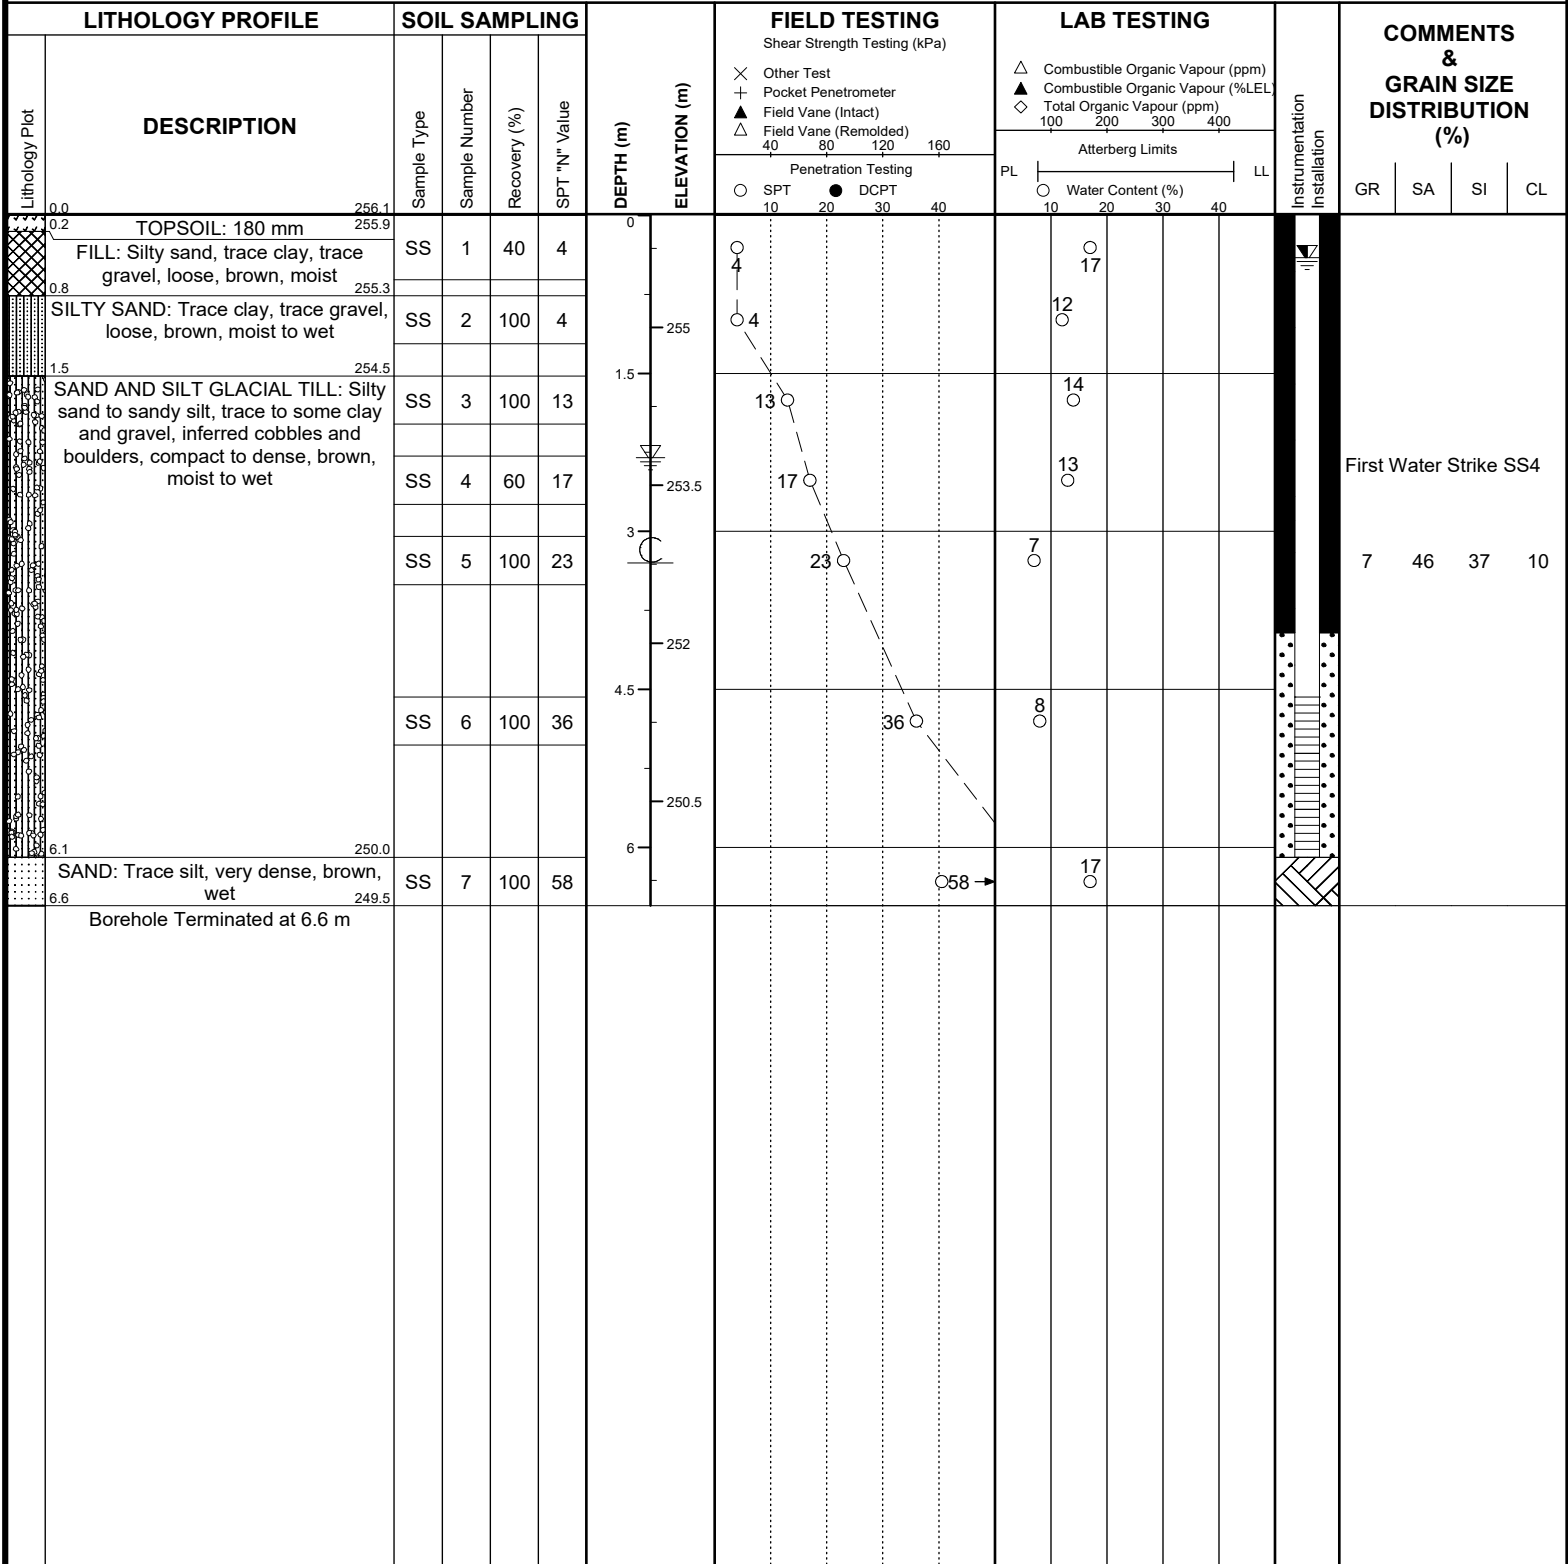 LITHOLOGY PROFILE
SOIL SAMPLING
FIELD TESTING
LAB TESTING
COMMENTS
&
GRAIN SIZE
DISTRIBUTION
(%)
Shear Strength Testing (kPa)
Other Test
Pocket Penetrometer
Field Vane (Intact)
Field Vane (Remolded)
40 80 120 160
Penetration Testing
SPT DCPT
10 20 30 40
Combustible Organic Vapour (ppm)
Combustible Organic Vapour (%LEL)
Total Organic Vapour (ppm)
100 200 300 400
Atterberg Limits
PL LL
Water Content (%)
10 20 30 40
Lithology Plot
DESCRIPTION
Sample Type
Sample Number
Recovery (%)
SPT "N" Value
DEPTH (m)
ELEVATION (m)
Instrumentation
Installation
GR SA SI CL
0.0 256.1
0.2 TOPSOIL: 180 mm 255.9
FILL: Silty sand, trace clay, trace
gravel, loose, brown, moist
0.8 255.3
SS 1 40 4
4
17
SILTY SAND: Trace clay, trace gravel,
loose, brown, moist to wet
1.5 254.5
SS 2 100 4
4
12
SAND AND SILT GLACIAL TILL: Silty
sand to sandy silt, trace to some clay
and gravel, inferred cobbles and
boulders, compact to dense, brown,
moist to wet
SS 3 100 13
13
14
SS 4 60 17
17
13
First Water Strike SS4
SS 5 100 23
23
7
7 46 37 10
SS 6 100 36
36
8
6.1 250.0
SAND: Trace silt, very dense, brown,
wet
6.6 249.5
SS 7 100 58
58
17
0
1.5
3
4.5
6
255
253.5
252
250.5
Borehole Terminated at 6.6 m